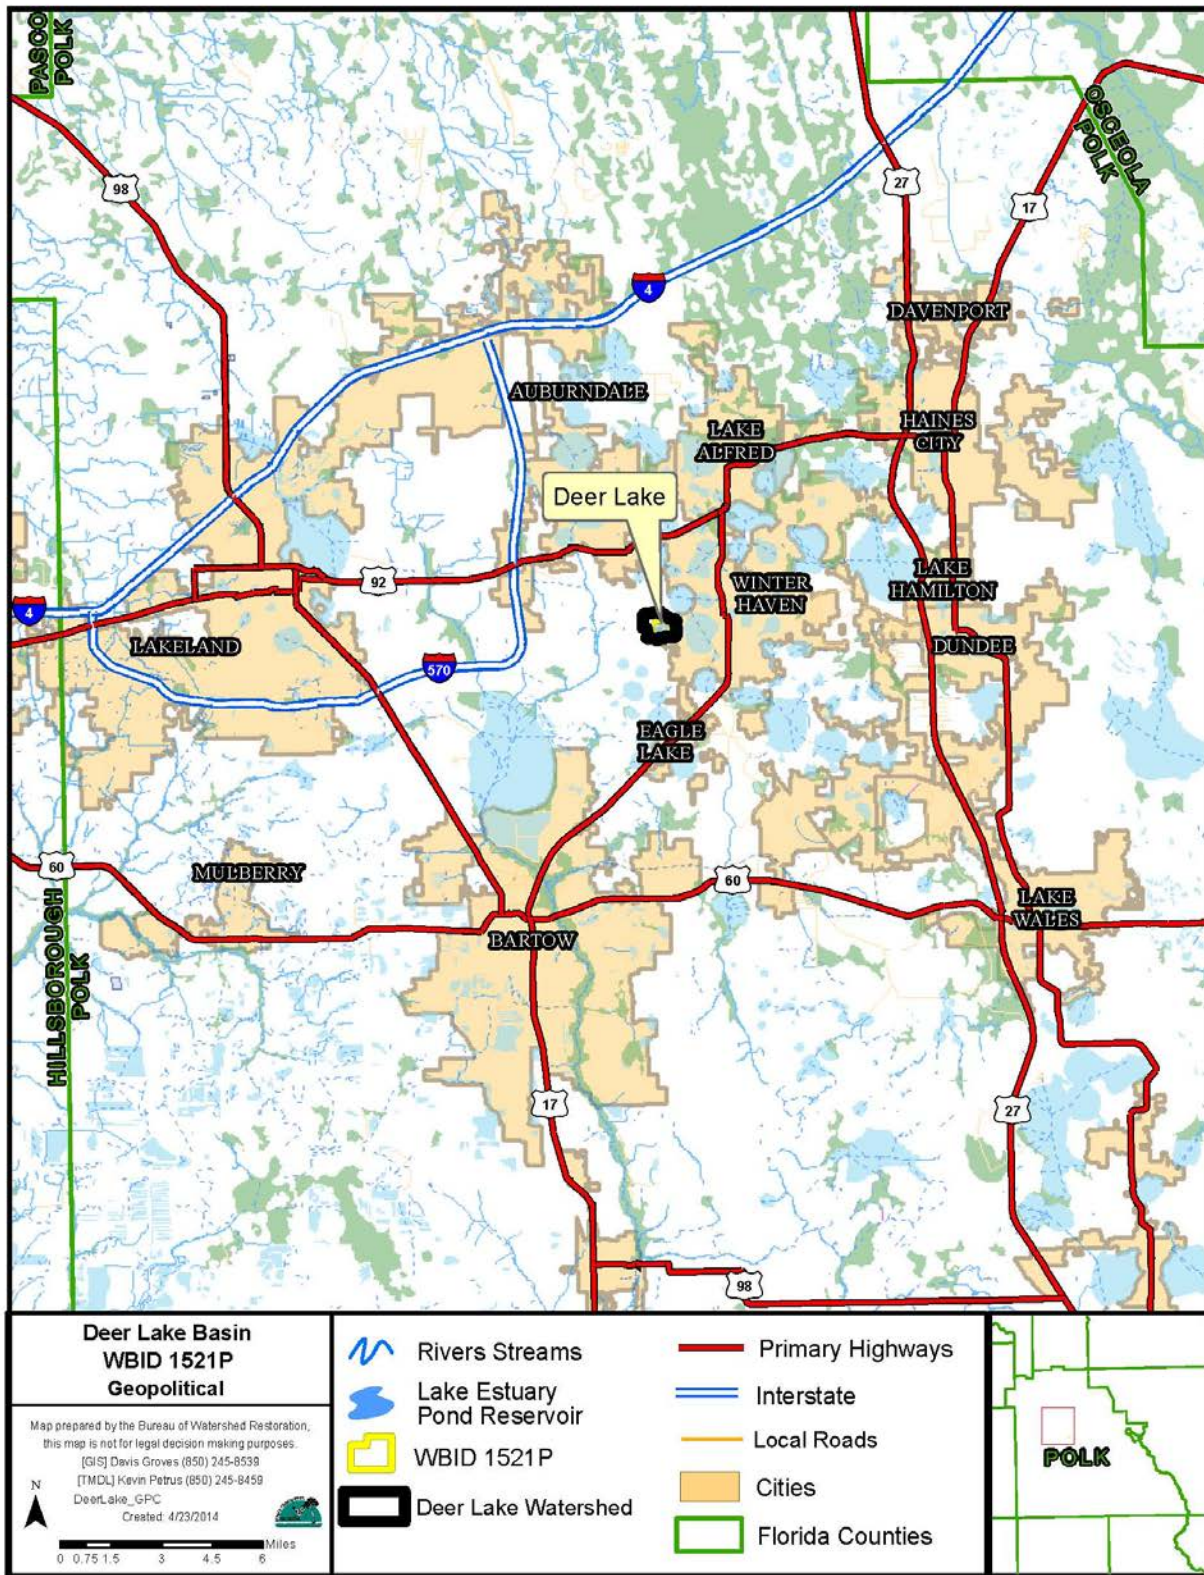 PASCO
POLK
OSCEOLA
POLK
98
27
17
4
DAVENPORT
AUBURNDALE
LAKE
ALFRED
HAINES
CITY
Deer Lake
92
WINTER
HAVEN
LAKE
HAMILTON
4
LAKELAND
570
DUNDEE
EAGLE
LAKE
60
MULBERRY
60
HILLSBOROUGH
POLK
LAKE
WALES
BARTOW
17
27
98
Deer Lake Basin
WBID 1521P
Geopolitical
Map prepared by the Bureau of Watershed Restoration,
this map is not for legal decision making purposes.
[GIS] Davis Groves (850) 245-8539
[TMDL] Kevin Petrus (850) 245-8459
DeerLake_GPC
Created: 4/23/2014
N
Miles
0 0.75 1.5 3 4.5 6
Rivers Streams
Lake Estuary
Pond Reservoir
WBID 1521P
Deer Lake Watershed
Primary Highways
Interstate
Local Roads
Cities
Florida Counties
POLK